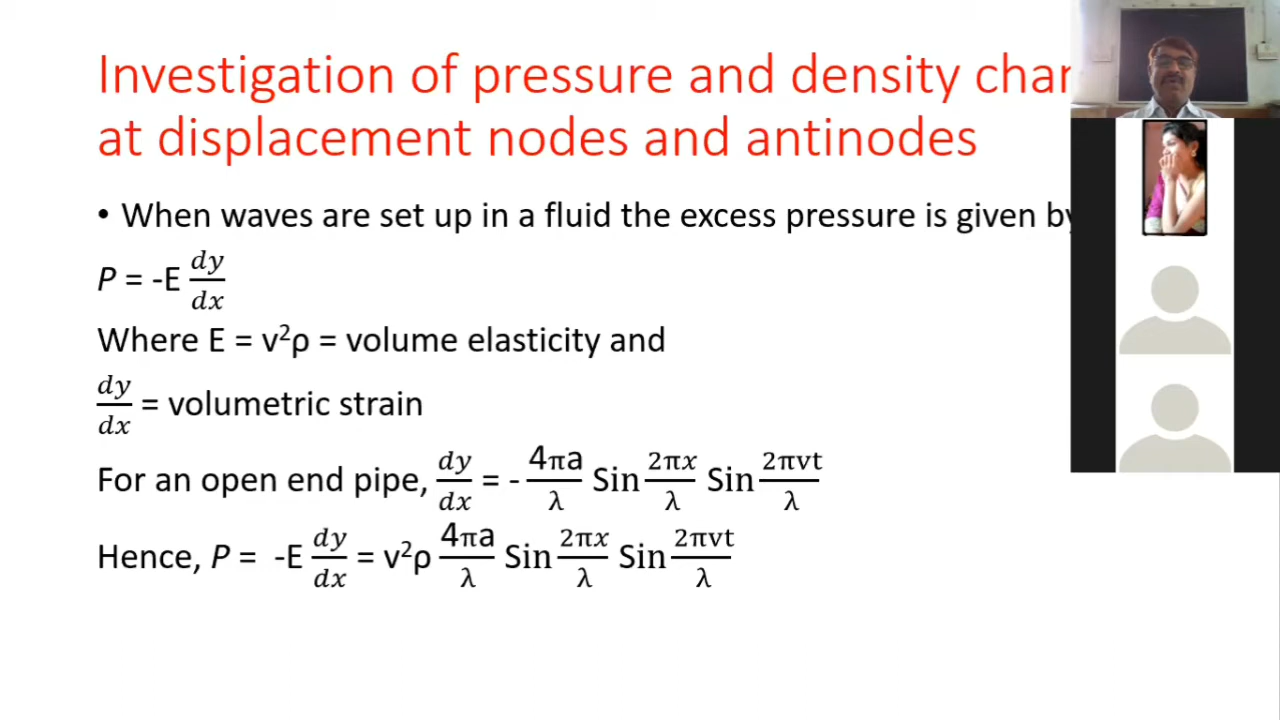 Investigation of pressure and density
at displacement nodes and antinodes
• When waves are set up in a fluid the excess pressure is given by
P = -E dy/dx
Where E = v²ρ = volume elasticity and
dy/dx = volumetric strain
For an open end pipe, dy/dx = - 4πa/λ Sin 2πx/λ Sin 2πvt/λ
Hence, P = -E dy/dx = v²ρ 4πa/λ Sin 2πx/λ Sin 2πvt/λ